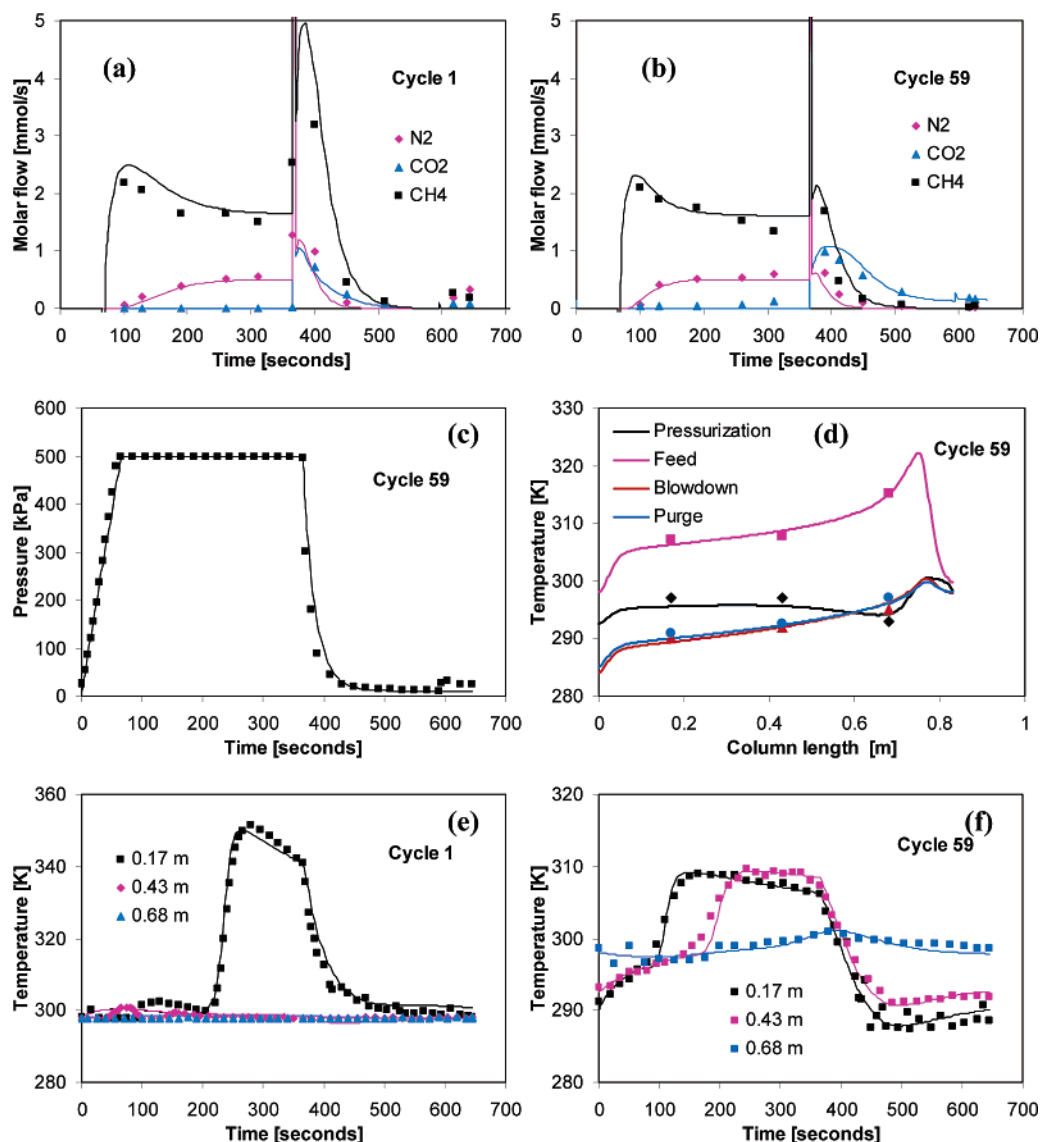 (a)
Cycle 1
N2
CO2
CH4
Molar flow [mmol/s]
5
4
3
2
1
0
0 100 200 300 400 500 600 700
Time [seconds]
(b)
Cycle 59
N2
CO2
CH4
Molar flow [mmol/s]
5
4
3
2
1
0
0 100 200 300 400 500 600 700
Time [seconds]
(c)
Cycle 59
Pressure [kPa]
600
500
400
300
200
100
0
0 100 200 300 400 500 600 700
Time [seconds]
(d)
Cycle 59
Pressurization
Feed
Blowdown
Purge
Temperature [K]
330
320
310
300
290
280
0 0.2 0.4 0.6 0.8 1
Column length [m]
(e)
Cycle 1
0.17 m
0.43 m
0.68 m
Temperature [K]
360
340
320
300
280
0 100 200 300 400 500 600 700
Time [seconds]
(f)
Cycle 59
0.17 m
0.43 m
0.68 m
Temperature [K]
320
310
300
290
280
0 100 200 300 400 500 600 700
Time [seconds]